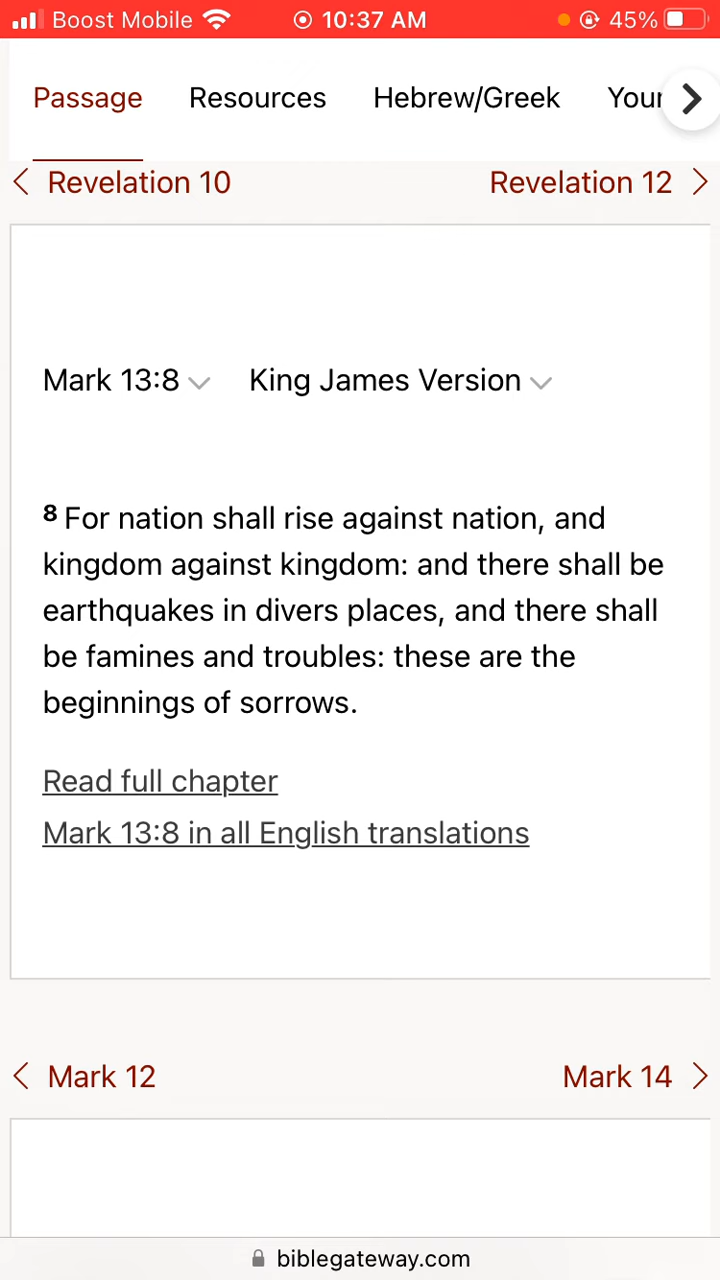 Boost Mobile 10:37 AM 45%
Passage Resources Hebrew/Greek Your
Revelation 10 Revelation 12
Mark 13:8 King James Version
8 For nation shall rise against nation, and
kingdom against kingdom: and there shall be
earthquakes in divers places, and there shall
be famines and troubles: these are the
beginnings of sorrows.
Read full chapter
Mark 13:8 in all English translations
Mark 12 Mark 14
biblegateway.com